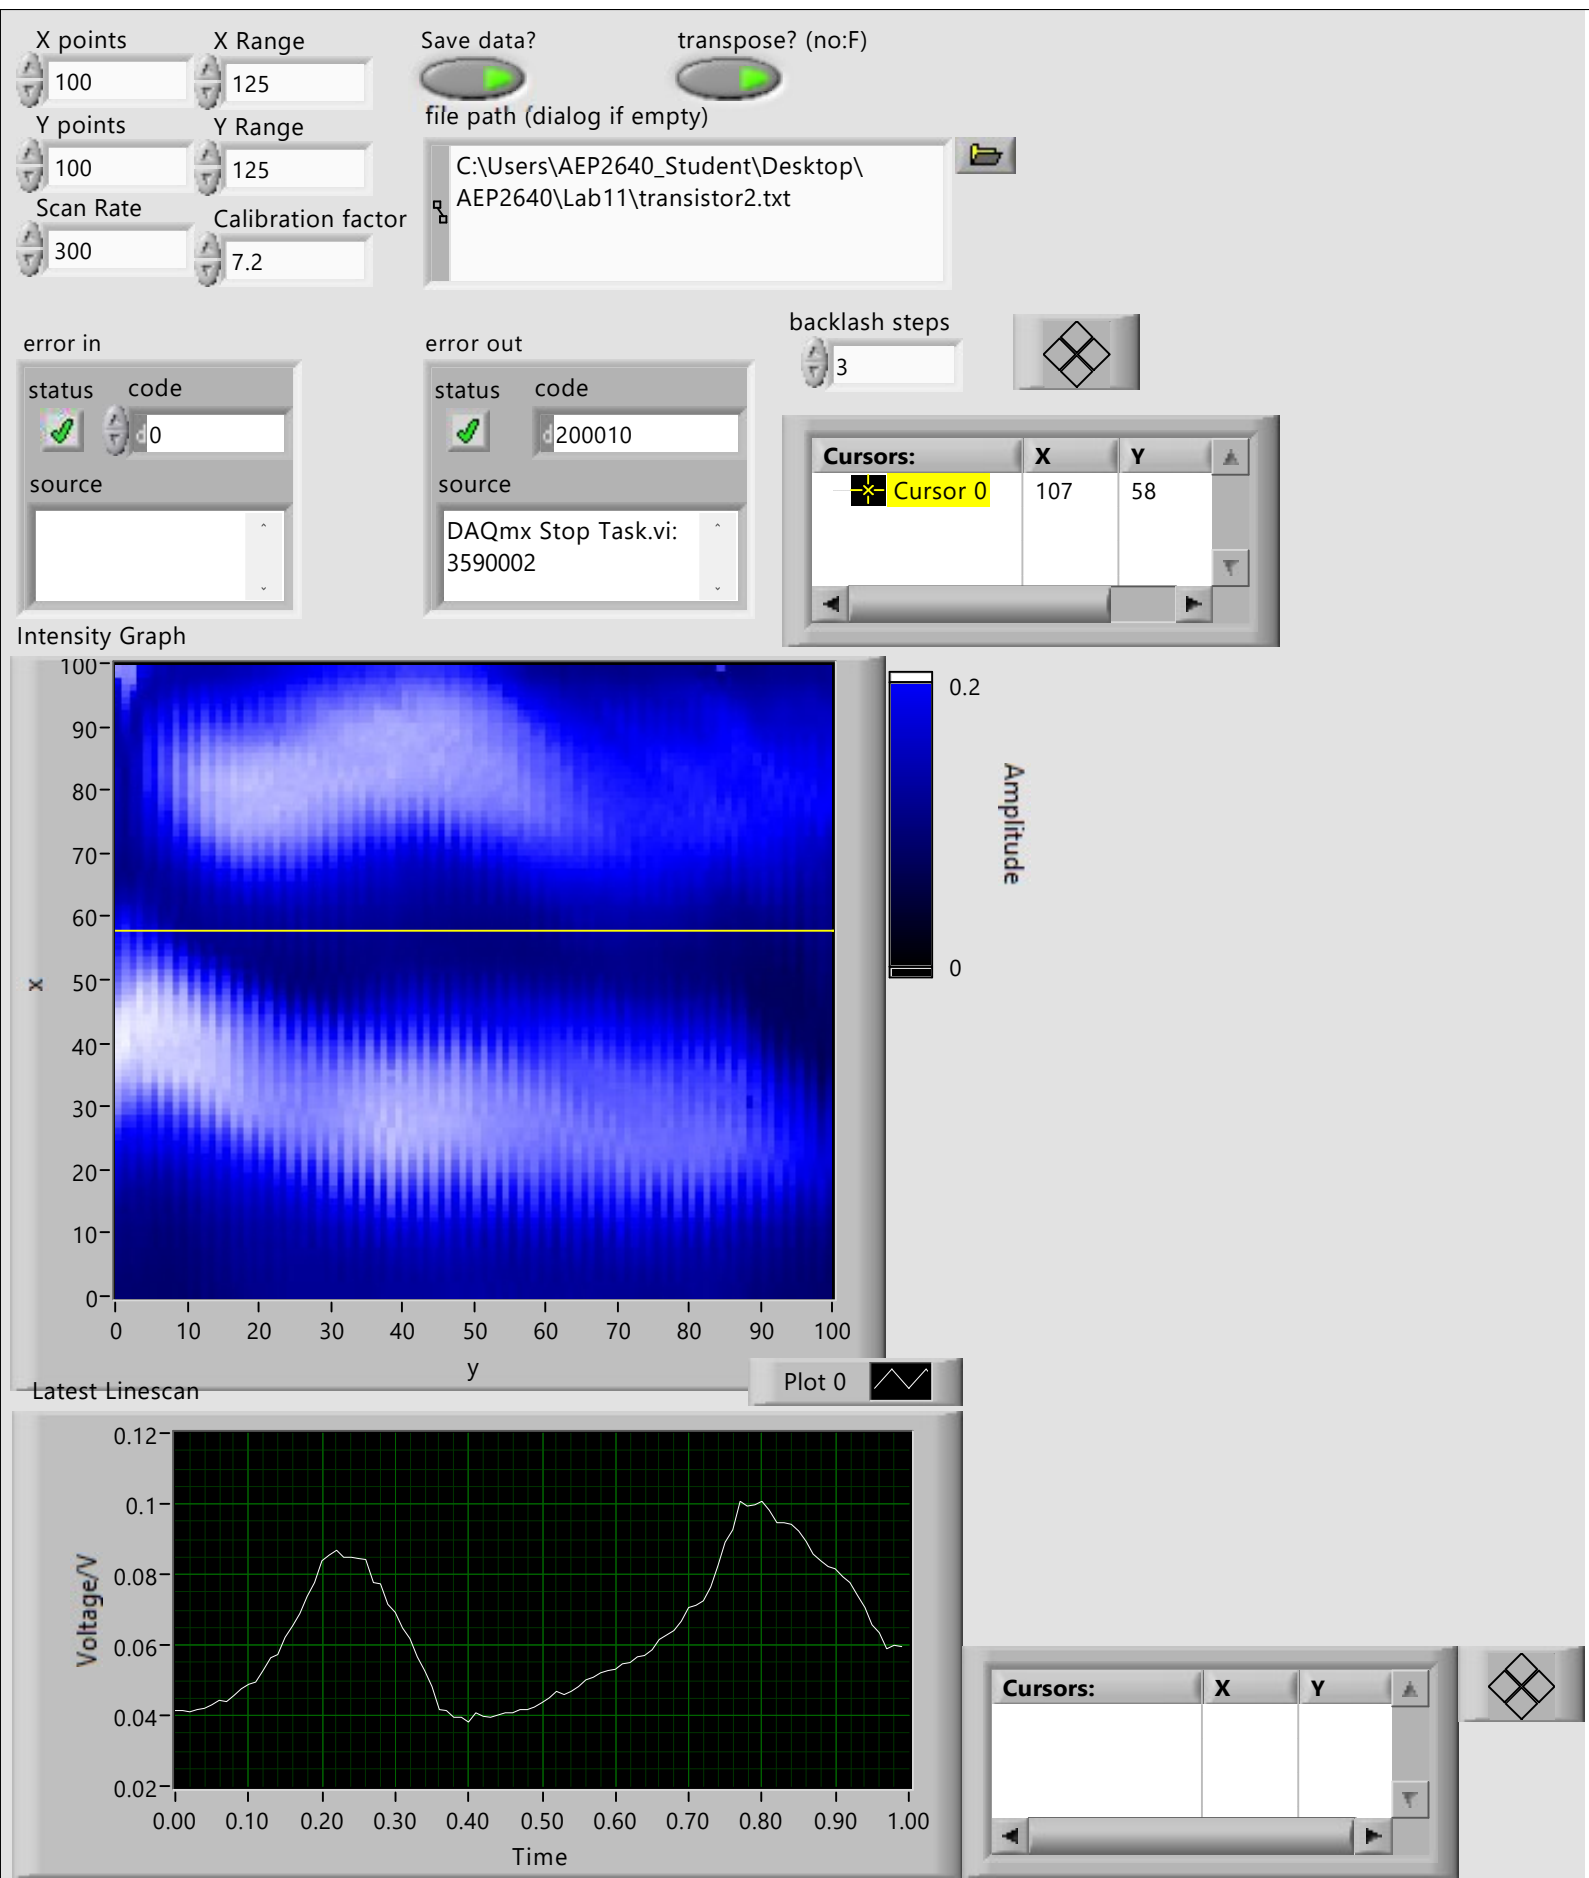 X points
X Range
Save data?
transpose? (no:F)
100
125
file path (dialog if empty)
Y points
Y Range
C:\Users\AEP2640_Student\Desktop\
AEP2640\Lab11\transistor2.txt
100
125
Scan Rate
Calibration factor
300
7.2
backlash steps
3
error in
status
code
d0
source
error out
status
code
d200010
source
DAQmx Stop Task.vi:
3590002
Cursors: X Y
Cursor 0 107 58
Intensity Graph
100
90
80
70
60
50
40
30
20
10
0
x
0 10 20 30 40 50 60 70 80 90 100
y
0.2
0
Amplitude
Latest Linescan
Plot 0
0.12
0.1
0.08
0.06
0.04
0.02
Voltage/V
0.00 0.10 0.20 0.30 0.40 0.50 0.60 0.70 0.80 0.90 1.00
Time
Cursors: X Y